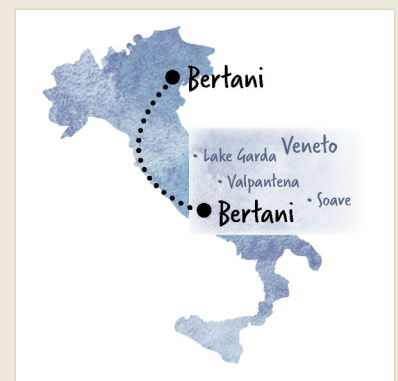 Bertani
Veneto
Lake Garda
Valpantena
Soave
Bertani